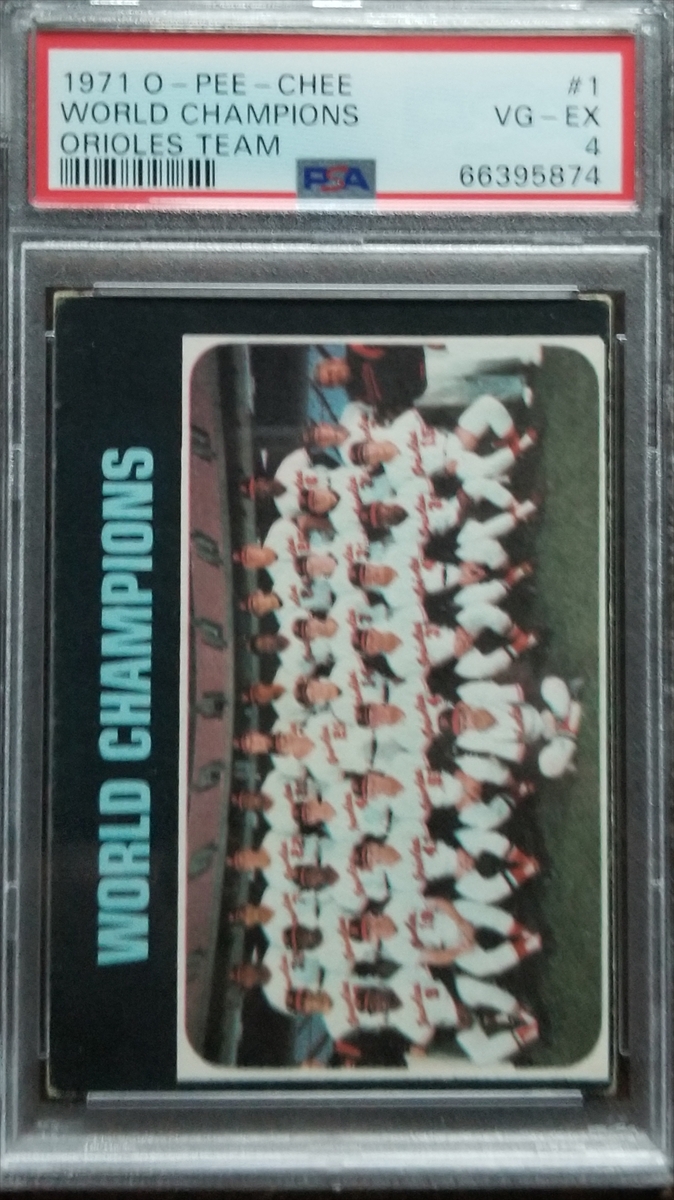 1971 O-PEE-CHEE #1
WORLD CHAMPIONS VG-EX
ORIOLES TEAM 4
PSA 66395874
WORLD CHAMPIONS